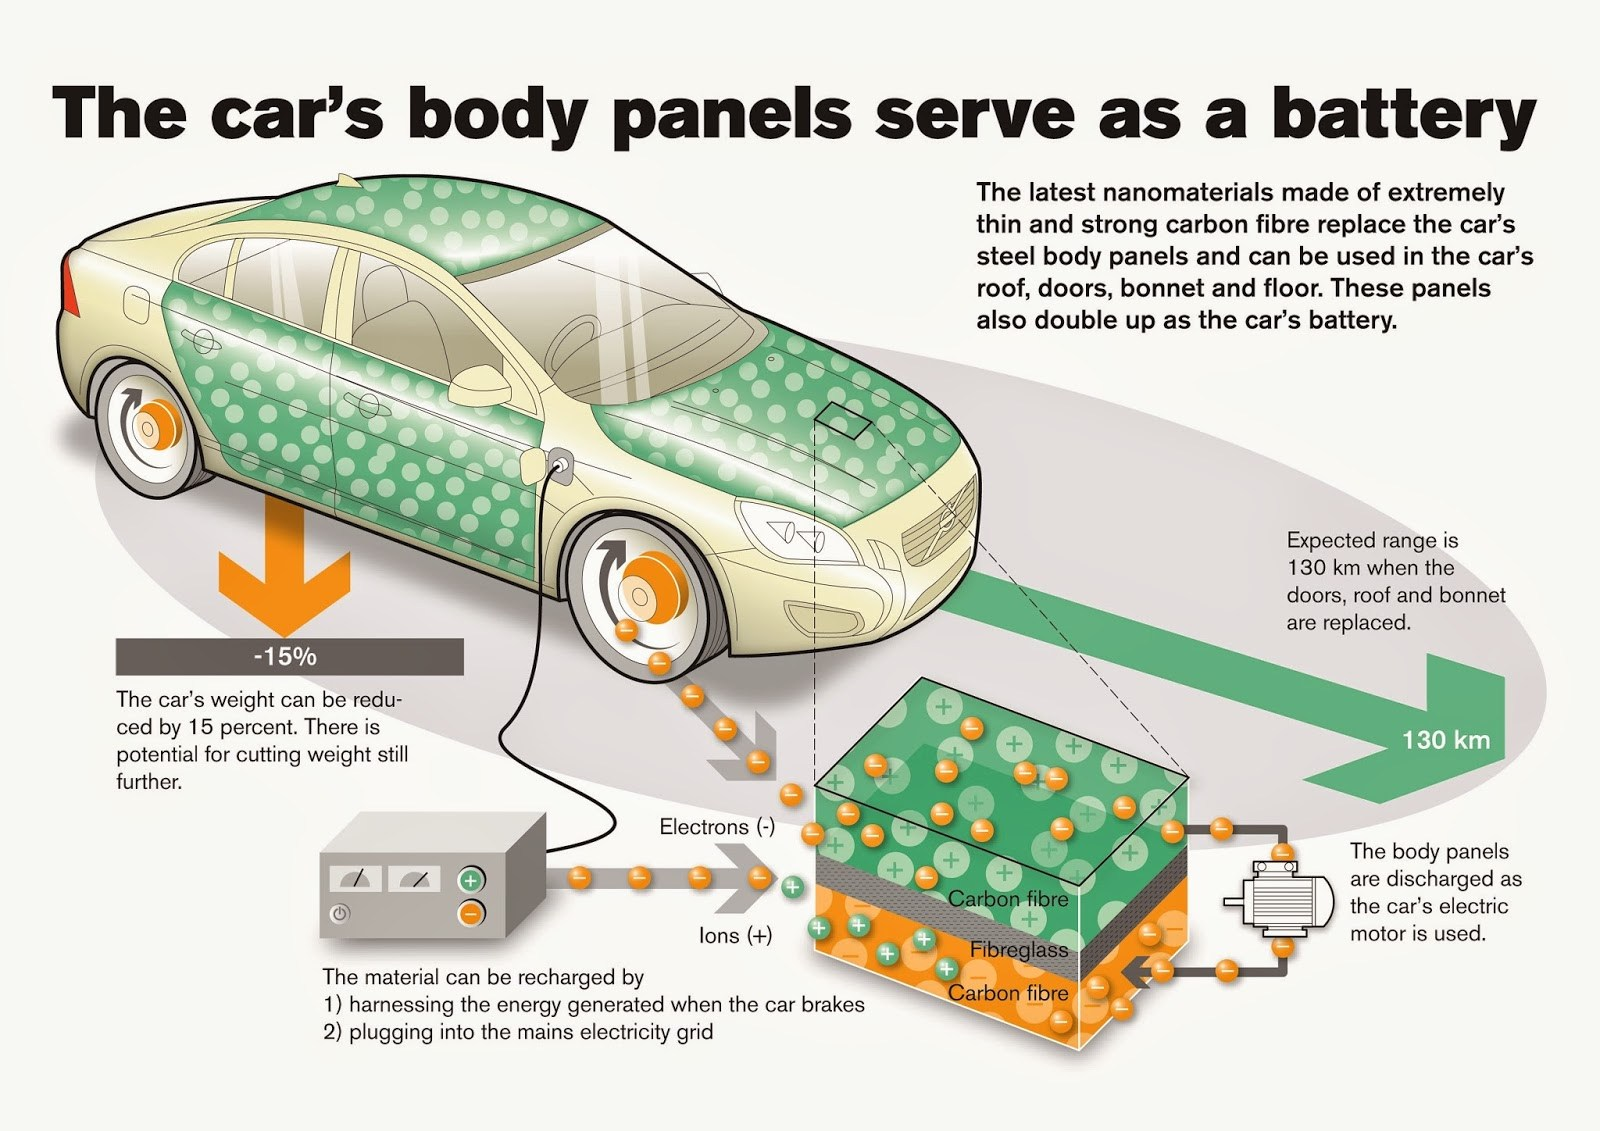 The car's body panels serve as a battery
The latest nanomaterials made of extremely
thin and strong carbon fibre replace the car's
steel body panels and can be used in the car's
roof, doors, bonnet and floor. These panels
also double up as the car's battery.
Expected range is
130 km when the
doors, roof and bonnet
are replaced.
130 km
-15%
The car's weight can be redu-
ced by 15 percent. There is
potential for cutting weight still
further.
Electrons (-)
Ions (+)
Carbon fibre
Fibreglass
Carbon fibre
The body panels
are discharged as
the car's electric
motor is used.
The material can be recharged by
1) harnessing the energy generated when the car brakes
2) plugging into the mains electricity grid